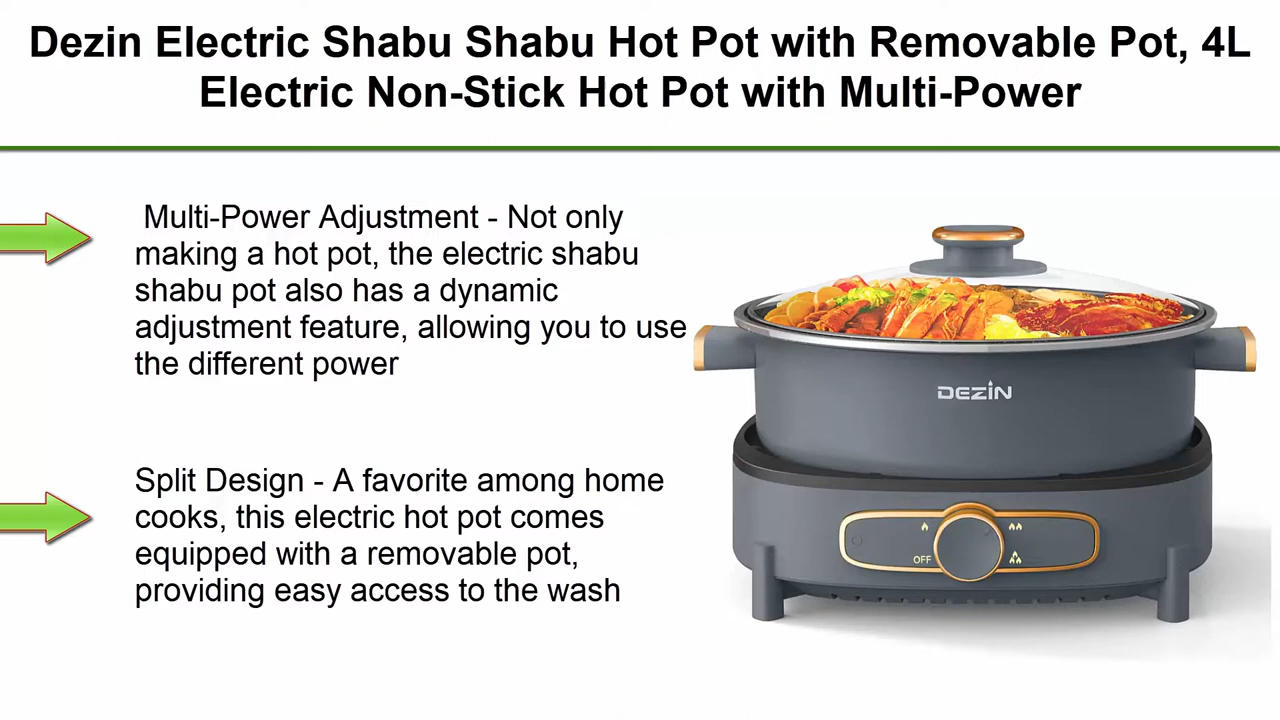 Dezin Electric Shabu Shabu Hot Pot with Removable Pot, 4L
Electric Non-Stick Hot Pot with Multi-Power
Multi-Power Adjustment - Not only
making a hot pot, the electric shabu
shabu pot also has a dynamic
adjustment feature, allowing you to use
the different power
Split Design - A favorite among home
cooks, this electric hot pot comes
equipped with a removable pot,
providing easy access to the wash
DEZIN
OFF